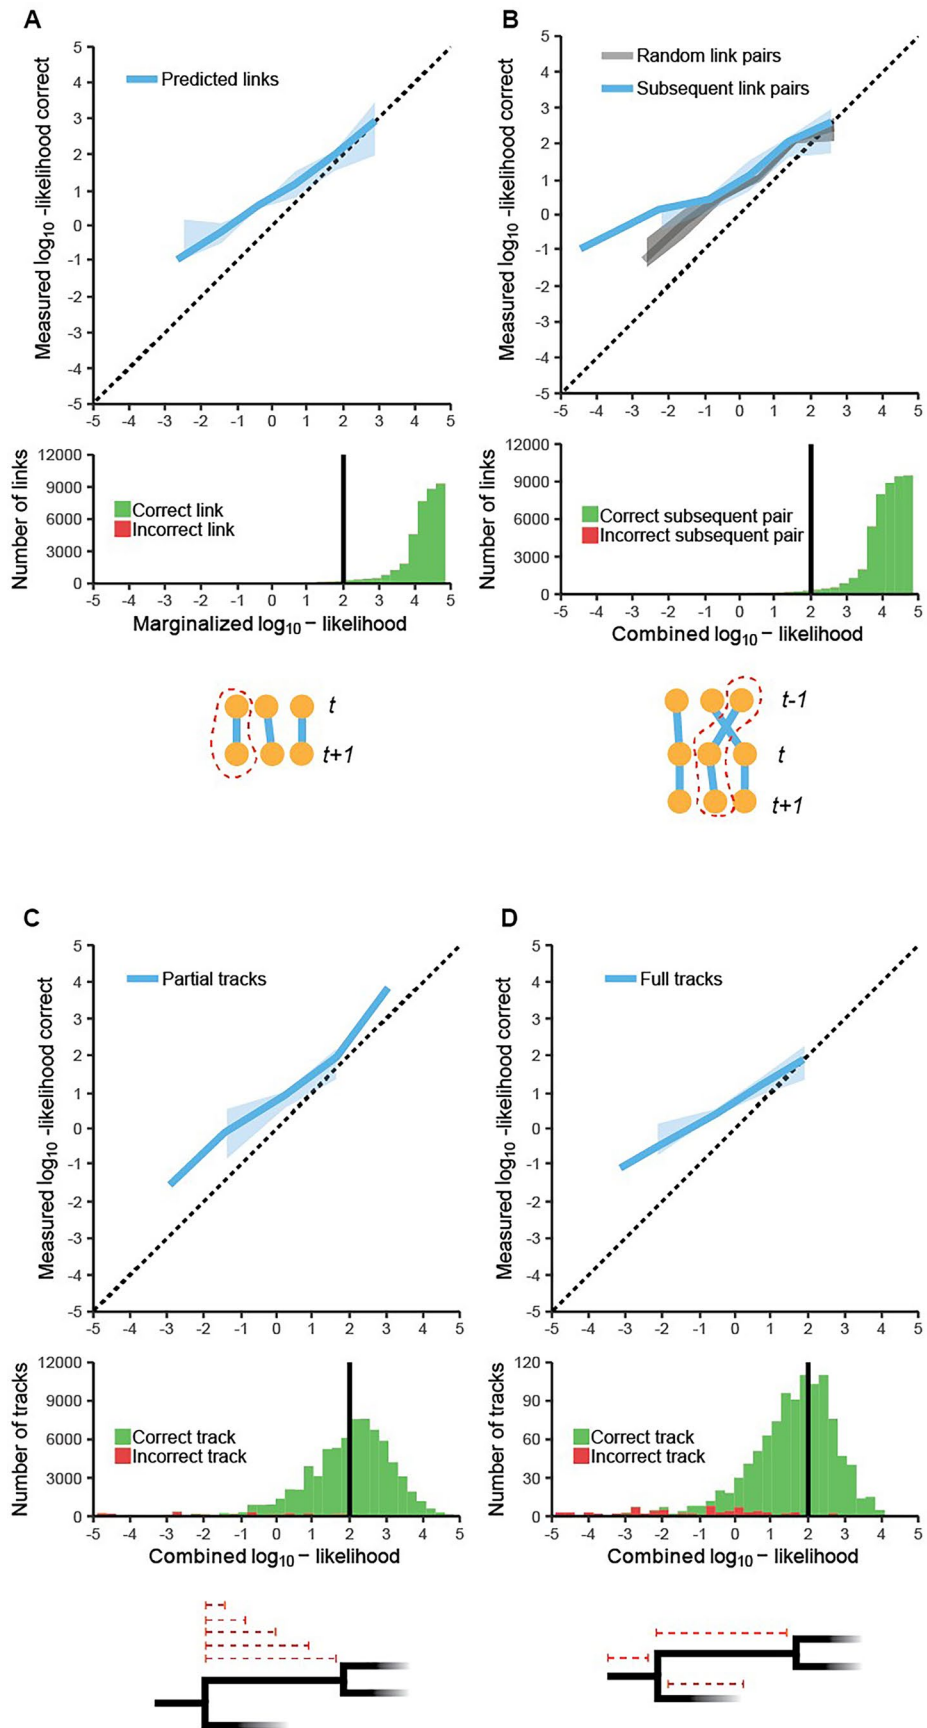 A
5
4
3
2
1
0
-1
-2
-3
-4
-5
Measured log10 -likelihood correct
Predicted links
-5 -4 -3 -2 -1 0 1 2 3 4 5
12000
9000
6000
3000
0
Number of links
Correct link
Incorrect link
-5 -4 -3 -2 -1 0 1 2 3 4 5
Marginalized log10 – likelihood
t
t+1
B
5
4
3
2
1
0
-1
-2
-3
-4
-5
Measured log10 -likelihood correct
Random link pairs
Subsequent link pairs
-5 -4 -3 -2 -1 0 1 2 3 4 5
12000
9000
6000
3000
0
Number of links
Correct subsequent pair
Incorrect subsequent pair
-5 -4 -3 -2 -1 0 1 2 3 4 5
Combined log10 – likelihood
t-1
t
t+1
C
5
4
3
2
1
0
-1
-2
-3
-4
-5
Measured log10 -likelihood correct
Partial tracks
-5 -4 -3 -2 -1 0 1 2 3 4 5
12000
9000
6000
3000
0
Number of tracks
Correct track
Incorrect track
-5 -4 -3 -2 -1 0 1 2 3 4 5
Combined log10 – likelihood
D
5
4
3
2
1
0
-1
-2
-3
-4
-5
Measured log10 -likelihood correct
Full tracks
-5 -4 -3 -2 -1 0 1 2 3 4 5
120
90
60
30
0
Number of tracks
Correct track
Incorrect track
-5 -4 -3 -2 -1 0 1 2 3 4 5
Combined log10 – likelihood